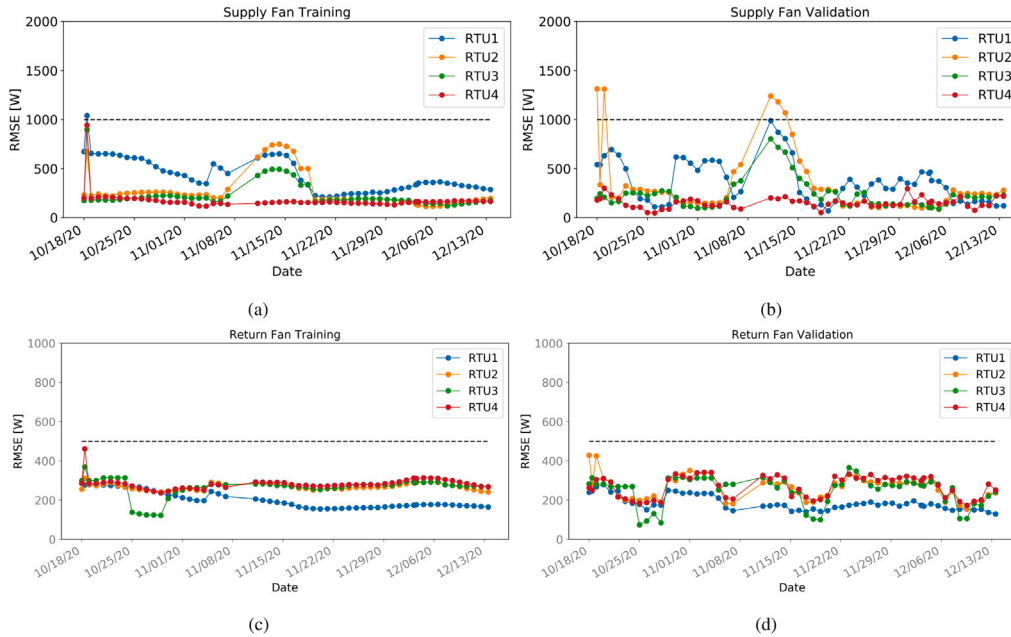 Supply Fan Training
2000
1500
1000
500
0
RMSE [W]
RTU1
RTU2
RTU3
RTU4
10/18/20
10/25/20
11/01/20
11/08/20
11/15/20
11/22/20
11/29/20
12/06/20
12/13/20
Date
(a)
Supply Fan Validation
2000
1500
1000
500
0
RMSE [W]
RTU1
RTU2
RTU3
RTU4
10/18/20
10/25/20
11/01/20
11/08/20
11/15/20
11/22/20
11/29/20
12/06/20
12/13/20
Date
(b)
Return Fan Training
1000
800
600
400
200
0
RMSE [W]
RTU1
RTU2
RTU3
RTU4
10/18/20
10/25/20
11/01/20
11/08/20
11/15/20
11/22/20
11/29/20
12/06/20
12/13/20
Date
(c)
Return Fan Validation
1000
800
600
400
200
0
RMSE [W]
RTU1
RTU2
RTU3
RTU4
10/18/20
10/25/20
11/01/20
11/08/20
11/15/20
11/22/20
11/29/20
12/06/20
12/13/20
Date
(d)